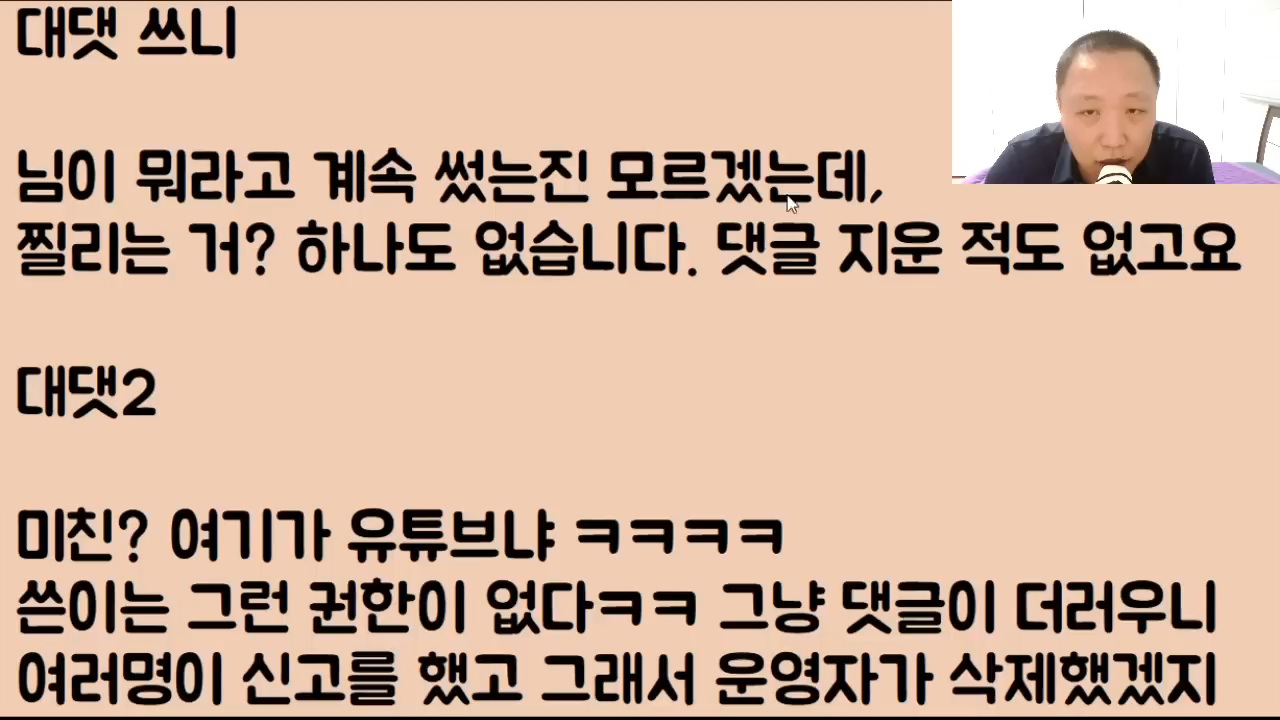 대댓 쓰니
님이 뭐라고 계속 썼는진 모르겠는데,
찔리는 거? 하나도 없습니다. 댓글 지운 적도 없고요
대댓2
미친? 여기가 유튜브냐 ㅋㅋㅋㅋ
쓴이는 그런 권한이 없다ㅋㅋ 그냥 댓글이 더러우니
여러명이 신고를 했고 그래서 운영자가 삭제했겠지